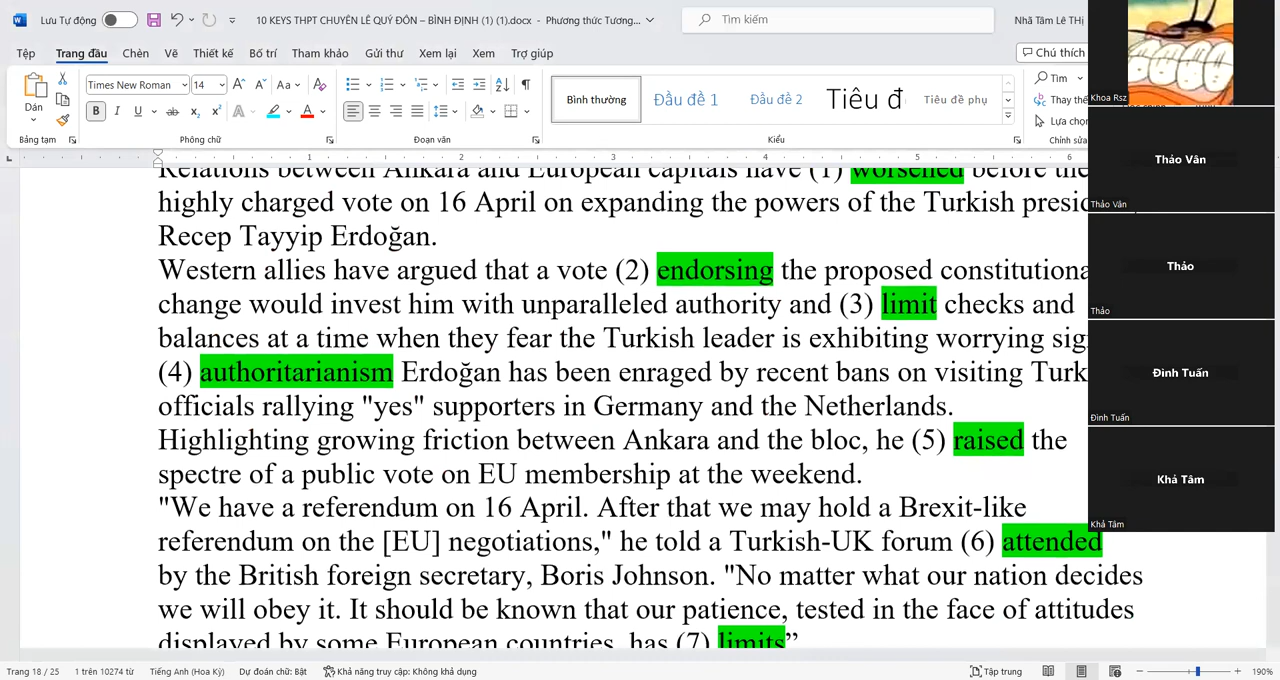 Lưu Tự động
10 KEYS THPT CHUYÊN LÊ QUÝ ĐÔN – BÌNH ĐỊNH (1) (1).docx - Phương thức Tương...
Tìm kiếm
Nhã Tâm Lê THị
Tệp Trang đầu Chèn Vẽ Thiết kế Bố trí Tham khảo Gửi thư Xem lại Xem Trợ giúp
Chú thích
Dán
Times New Roman 14
Bình thường Đầu đề 1 Đầu đề 2 Tiêu đ Tiêu đề phụ
Tìm
Thay thế
Lựa chọn
Bảng tạm Phông chữ Đoạn văn Kiểu Chỉnh sửa
1 2 3 4 5 6
Relations between Ankara and European capitals have (1) worsened before the
highly charged vote on 16 April on expanding the powers of the Turkish presid
Recep Tayyip Erdoğan.
Western allies have argued that a vote (2) endorsing the proposed constitutiona
change would invest him with unparalleled authority and (3) limit checks and
balances at a time when they fear the Turkish leader is exhibiting worrying sig
(4) authoritarianism Erdoğan has been enraged by recent bans on visiting Turk
officials rallying "yes" supporters in Germany and the Netherlands.
Highlighting growing friction between Ankara and the bloc, he (5) raised the
spectre of a public vote on EU membership at the weekend.
"We have a referendum on 16 April. After that we may hold a Brexit-like
referendum on the [EU] negotiations," he told a Turkish-UK forum (6) attended
by the British foreign secretary, Boris Johnson. "No matter what our nation decides
we will obey it. It should be known that our patience, tested in the face of attitudes
displayed by some European countries, has (7) limits”
Khoa Rsz
Thảo Vân
Thảo Vân
Thảo
Thảo
Đình Tuấn
Đình Tuấn
Khả Tâm
Khả Tâm
Trang 18 / 25 1 trên 10274 từ Tiếng Anh (Hoa Kỳ) Dự đoán chữ: Bật Khả năng truy cập: Không khả dụng Tập trung 190%